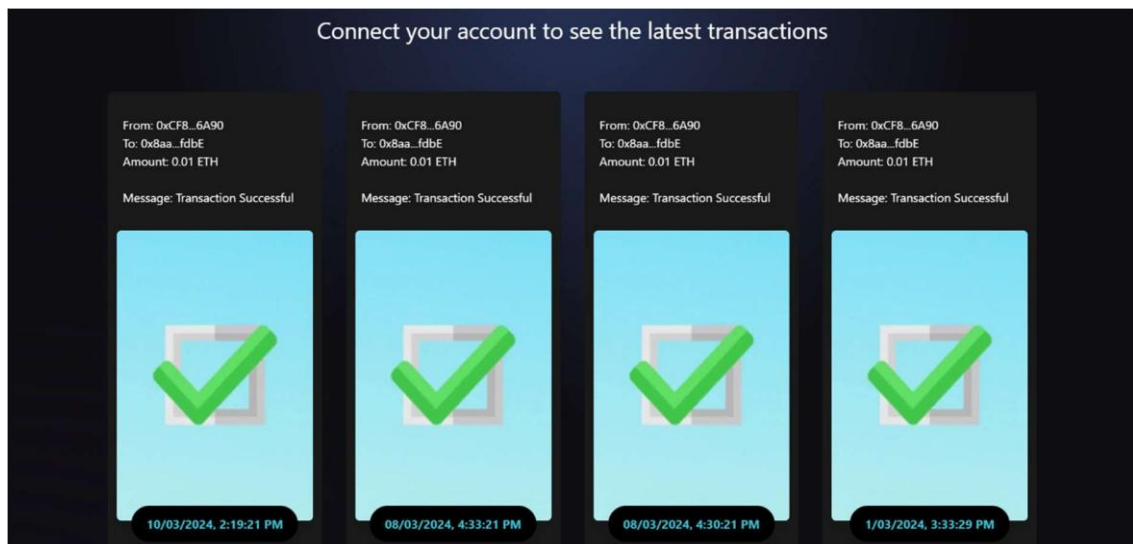 Connect your account to see the latest transactions
From: 0xCF8...6A90
To: 0x8aa...fdbE
Amount: 0.01 ETH
Message: Transaction Successful
10/03/2024, 2:19:21 PM
From: 0xCF8...6A90
To: 0x8aa...fdbE
Amount: 0.01 ETH
Message: Transaction Successful
08/03/2024, 4:33:21 PM
From: 0xCF8...6A90
To: 0x8aa...fdbE
Amount: 0.01 ETH
Message: Transaction Successful
08/03/2024, 4:30:21 PM
From: 0xCF8...6A90
To: 0x8aa...fdbE
Amount: 0.01 ETH
Message: Transaction Successful
1/03/2024, 3:33:29 PM